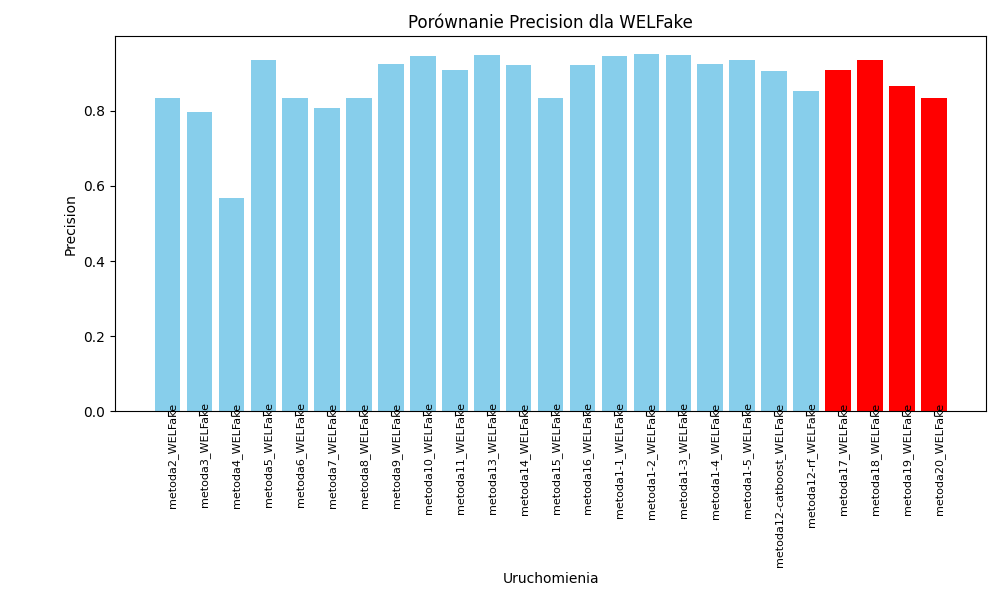 Porównanie Precision dla WELFake
Precision
0.8
0.6
0.4
0.2
0.0
metoda2_WELFake
metoda3_WELFake
metoda4_WELFake
metoda5_WELFake
metoda6_WELFake
metoda7_WELFake
metoda8_WELFake
metoda9_WELFake
metoda10_WELFake
metoda11_WELFake
metoda13_WELFake
metoda14_WELFake
metoda15_WELFake
metoda16_WELFake
metoda1-1_WELFake
metoda1-2_WELFake
metoda1-3_WELFake
metoda1-4_WELFake
metoda1-5_WELFake
metoda12-catboost_WELFake
metoda12-rf_WELFake
metoda17_WELFake
metoda18_WELFake
metoda19_WELFake
metoda20_WELFake
Uruchomienia